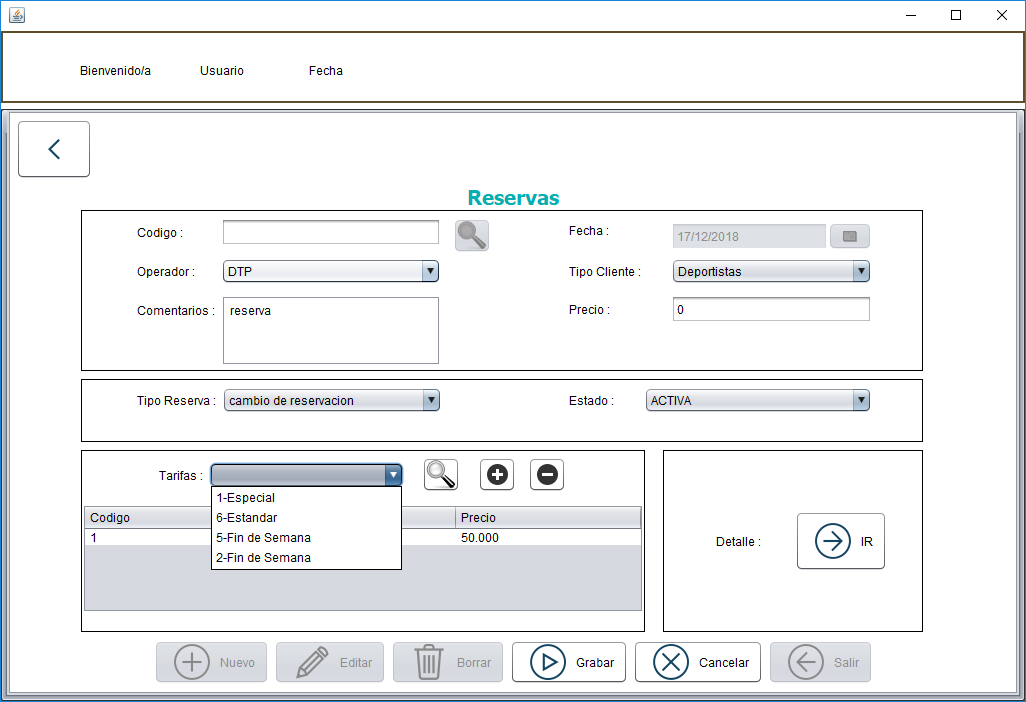 Bienvenido/a Usuario Fecha
Reservas
Codigo : Fecha : 17/12/2018
Operador : DTP Tipo Cliente : Deportistas
Comentarios : reserva Precio : 0
Tipo Reserva : cambio de reservacion Estado : ACTIVA
Tarifas :
1-Especial
6-Estandar
5-Fin de Semana
2-Fin de Semana
Codigo Precio
1 50.000
Detalle : IR
Nuevo Editar Borrar Grabar Cancelar Salir